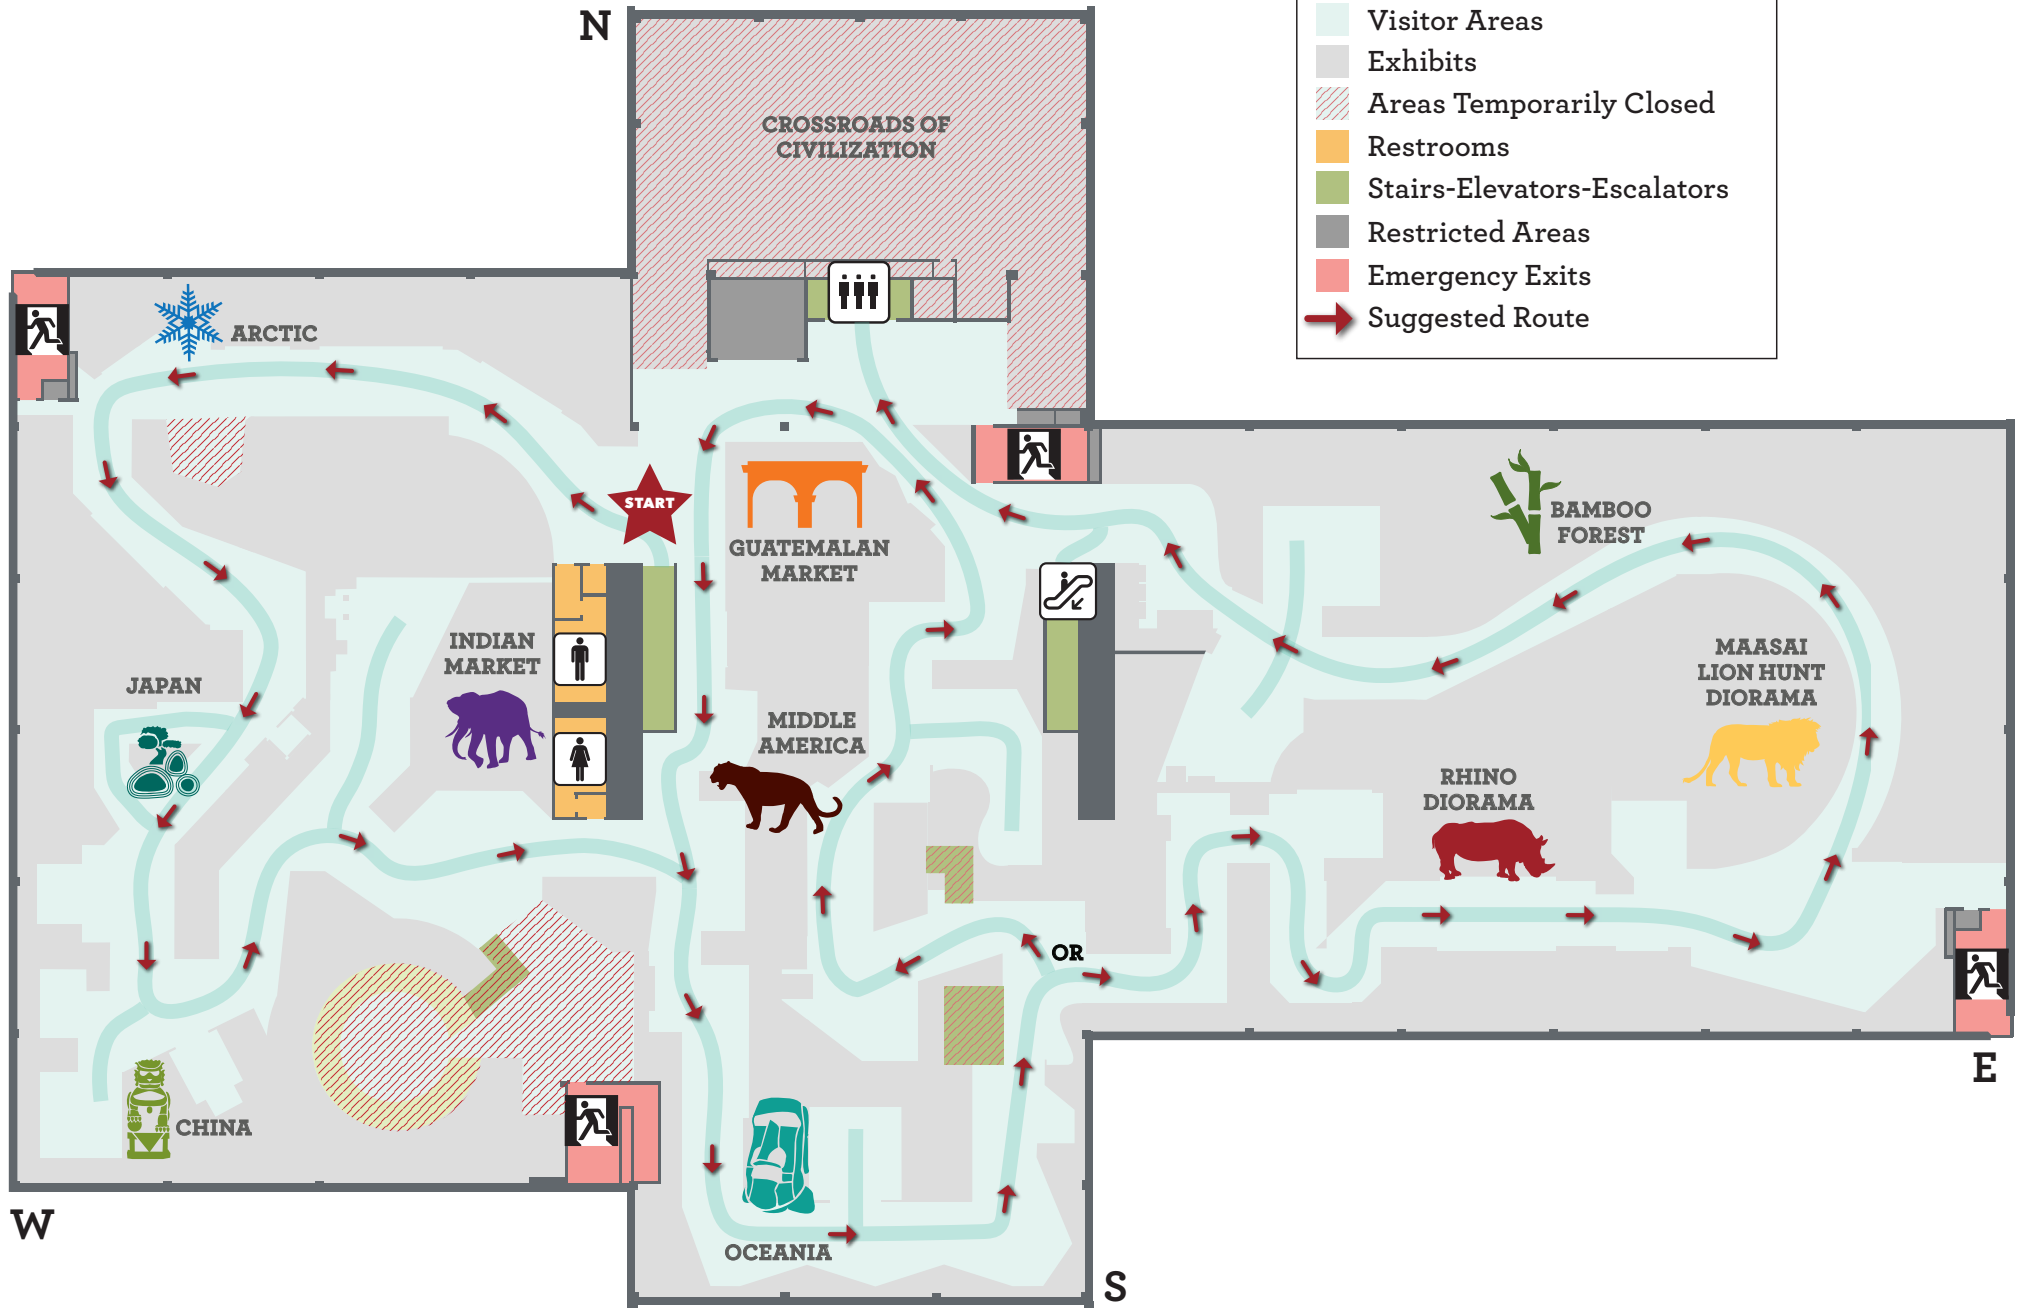 N
Visitor Areas
Exhibits
Areas Temporarily Closed
Restrooms
Stairs-Elevators-Escalators
Restricted Areas
Emergency Exits
Suggested Route
CROSSROADS OF
CIVILIZATION
ARCTIC
START
GUATEMALAN
MARKET
BAMBOO
FOREST
INDIAN
MARKET
JAPAN
MIDDLE
AMERICA
MAASAI
LION HUNT
DIORAMA
RHINO
DIORAMA
OR
CHINA
OCEANIA
E
W
S